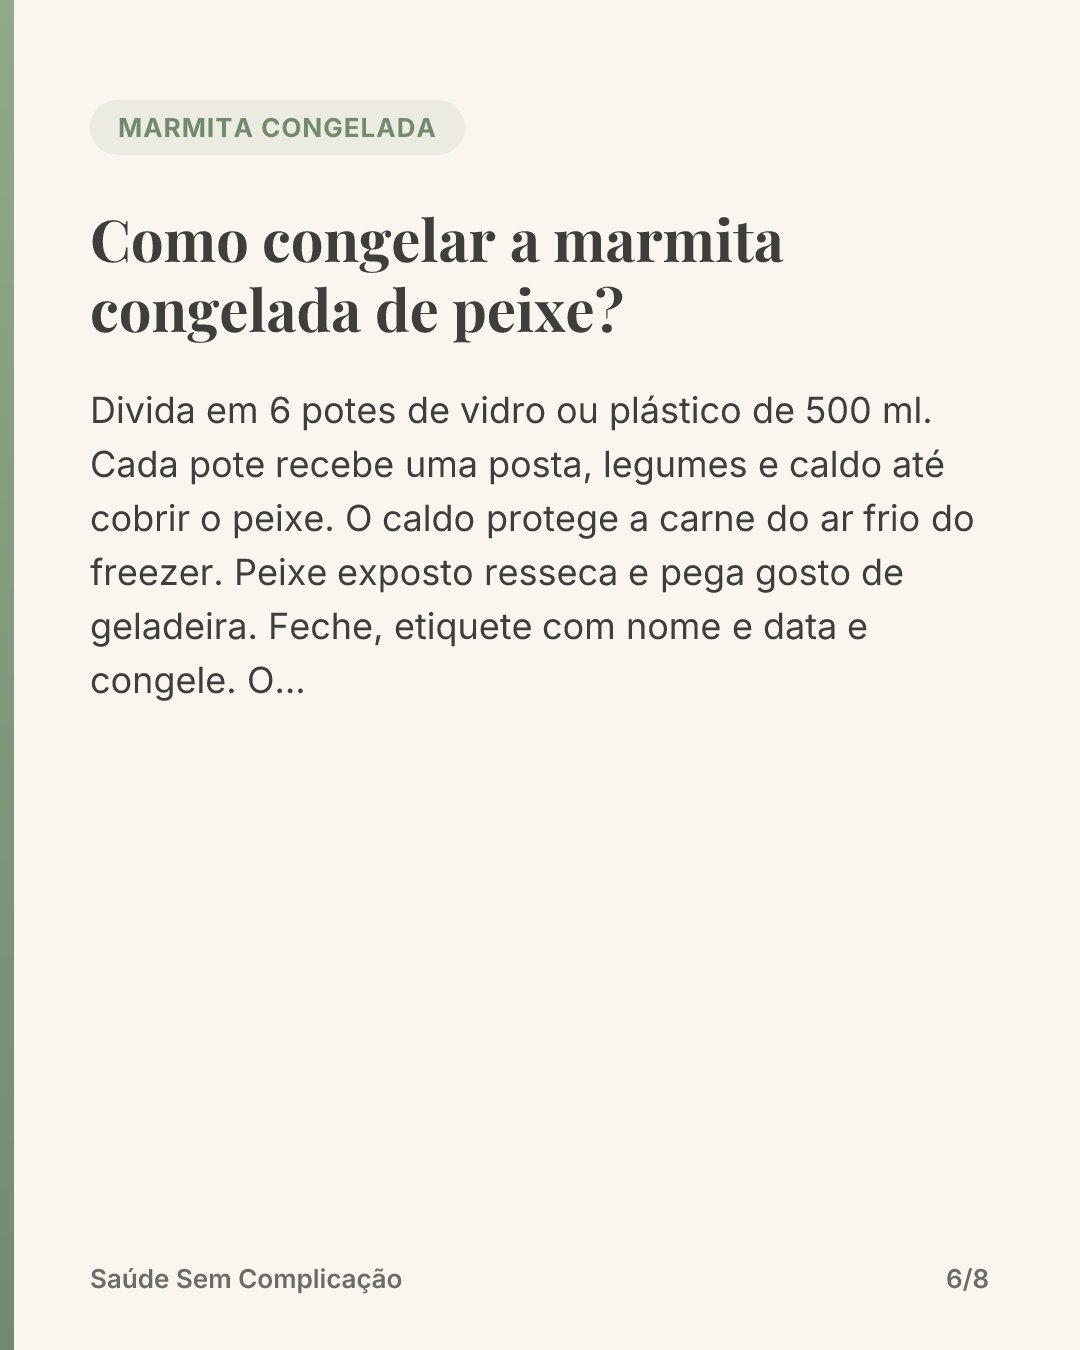 MARMITA CONGELADA
Como congelar a marmita
congelada de peixe?
Divida em 6 potes de vidro ou plástico de 500 ml.
Cada pote recebe uma posta, legumes e caldo até
cobrir o peixe. O caldo protege a carne do ar frio do
freezer. Peixe exposto resseca e pega gosto de
geladeira. Feche, etiquete com nome e data e
congele. O...
Saúde Sem Complicação
6/8